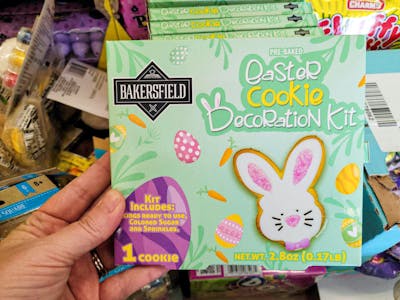 CHARMS
PRE-BAKED
Easter
Cookie
Decoration Kit
BAKERSFIELD
Kit
Includes:
Icings ready to use,
Colored Sugar
and Sprinkles.
1 COOKIE
NET WT. 2.8oz (0.17LB)
SQUARE